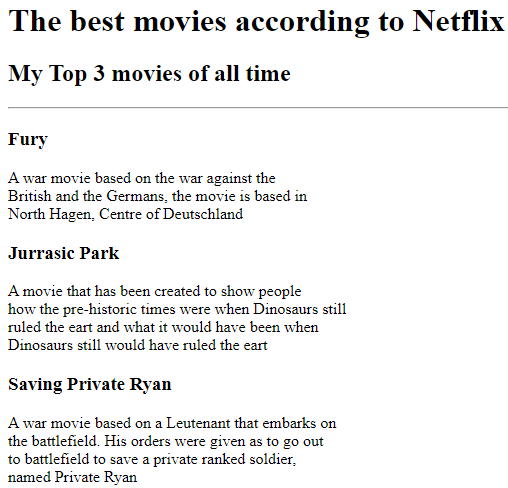 The best movies according to Netflix
My Top 3 movies of all time
Fury
A war movie based on the war against the
British and the Germans, the movie is based in
North Hagen, Centre of Deutschland
Jurrasic Park
A movie that has been created to show people
how the pre-historic times were when Dinosaurs still
ruled the eart and what it would have been when
Dinosaurs still would have ruled the eart
Saving Private Ryan
A war movie based on a Leutenant that embarks on
the battlefield. His orders were given as to go out
to battlefield to save a private ranked soldier,
named Private Ryan